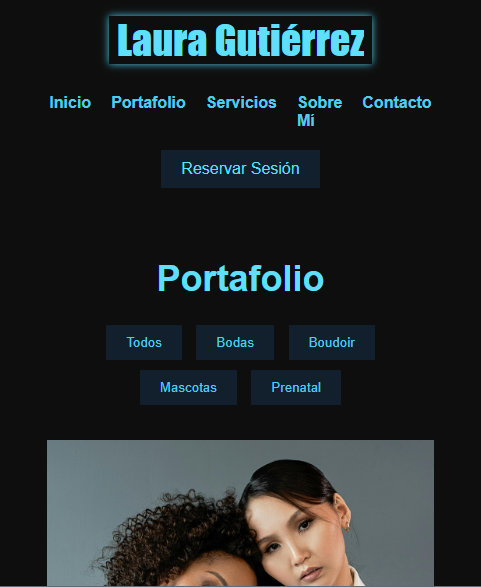 Laura Gutiérrez
Inicio Portafolio Servicios Sobre Mí Contacto
Reservar Sesión
Portafolio
Todos Bodas Boudoir
Mascotas Prenatal